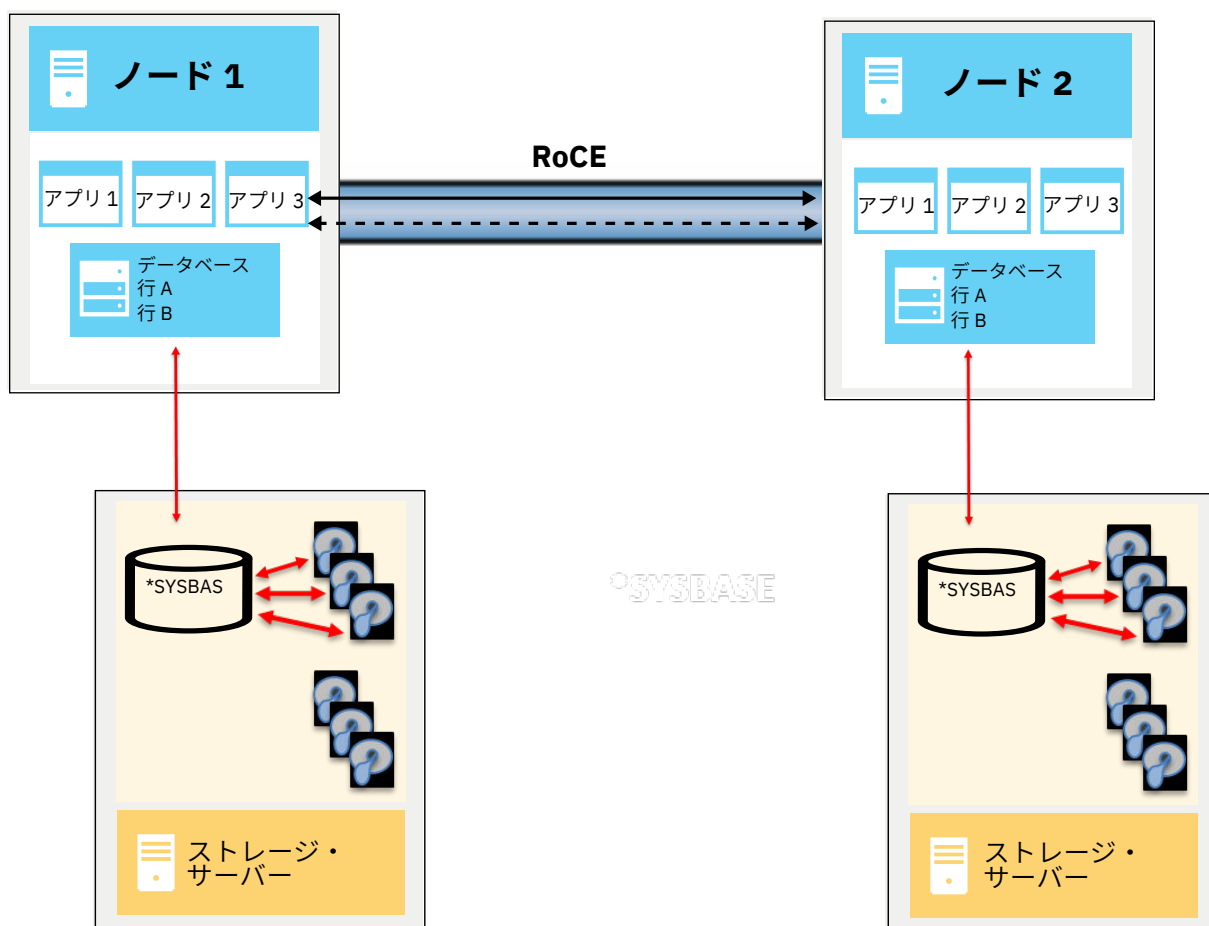 ノード 1
ノード 2
RoCE
アプリ 1
アプリ 2
アプリ 3
アプリ 1
アプリ 2
アプリ 3
データベース
行 A
行 B
データベース
行 A
行 B
*SYSBAS
*SYSBASE
*SYSBAS
ストレージ・
サーバー
ストレージ・
サーバー